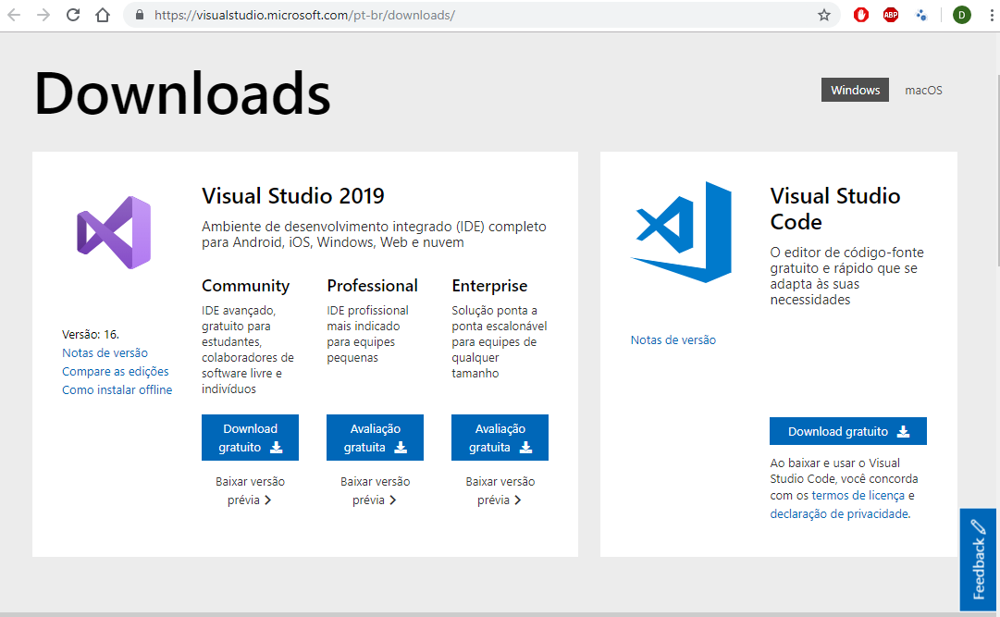 https://visualstudio.microsoft.com/pt-br/downloads/
ABP
D
Downloads
Windows
macOS
Visual Studio 2019
Ambiente de desenvolvimento integrado (IDE) completo
para Android, iOS, Windows, Web e nuvem
Versão: 16.
Notas de versão
Compare as edições
Como instalar offline
Community
IDE avançado,
gratuito para
estudantes,
colaboradores de
software livre e
indivíduos
Download
gratuito
Baixar versão
prévia
Professional
IDE profissional
mais indicado
para equipes
pequenas
Avaliação
gratuita
Baixar versão
prévia
Enterprise
Solução ponta a
ponta escalonável
para equipes de
qualquer
tamanho
Avaliação
gratuita
Baixar versão
prévia
Visual Studio
Code
O editor de código-fonte
gratuito e rápido que se
adapta às suas
necessidades
Notas de versão
Download gratuito
Ao baixar e usar o Visual
Studio Code, você concorda
com os termos de licença e
declaração de privacidade.
Feedback